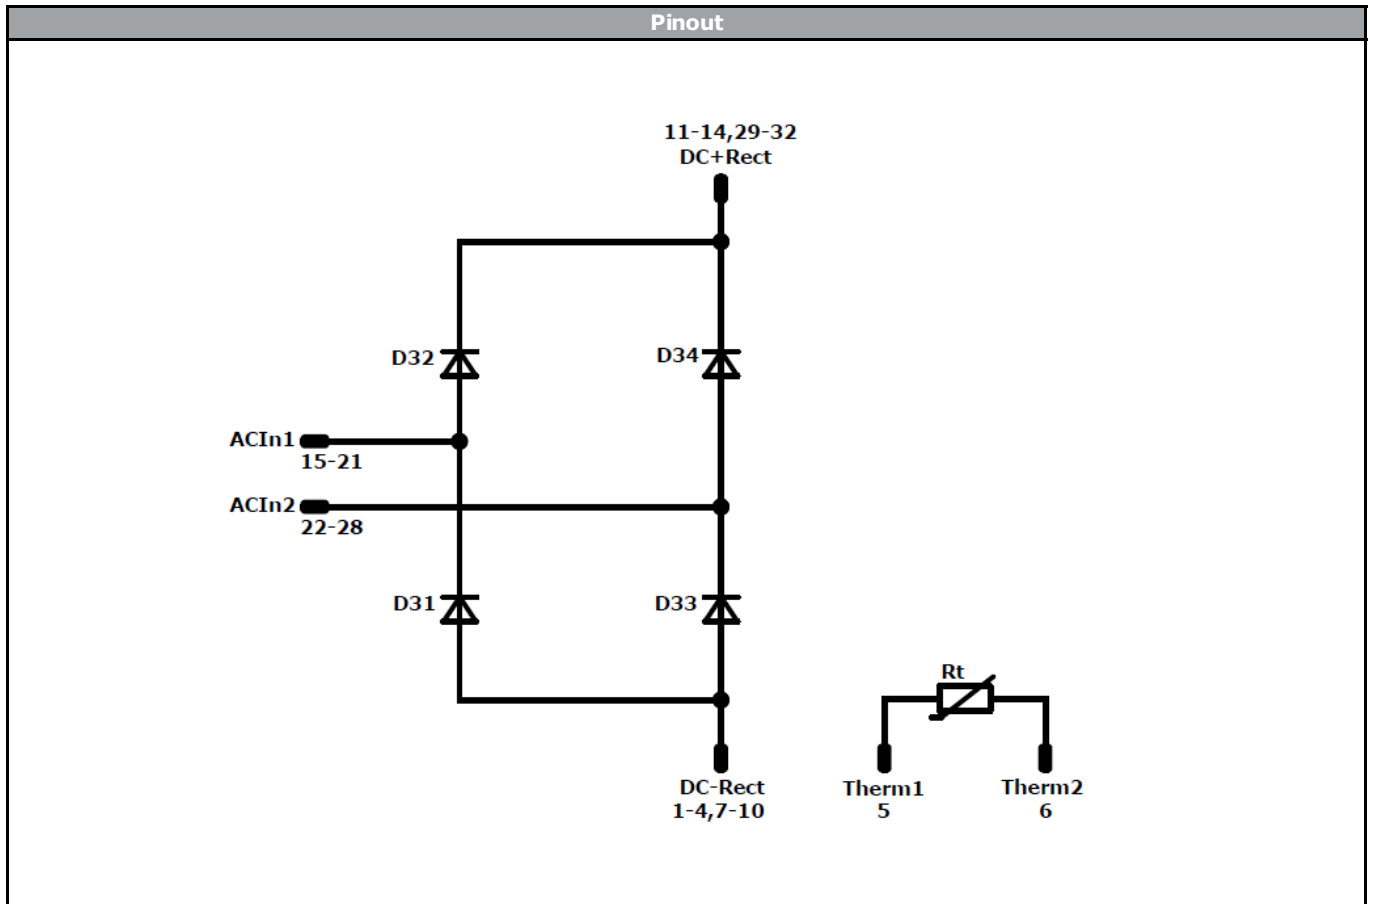 Pinout
11-14,29-32
DC+Rect
D32
D34
ACIn1
15-21
ACIn2
22-28
D31
D33
Rt
DC-Rect
1-4,7-10
Therm1
5
Therm2
6